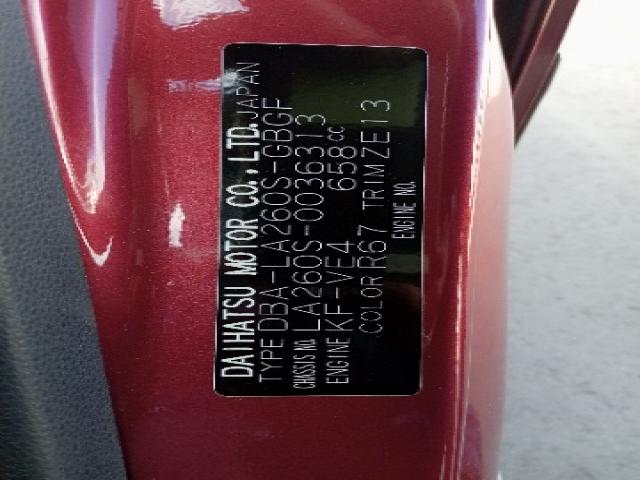 DAIHATSU MOTOR CO., LTD. JAPAN
TYPE DBA-LA260S-GBGF
CHASSIS NO. LA260S-0036313
ENGINE KF-VE4 658cc
COLOR R67 TRIM ZE13
ENGINE NO.